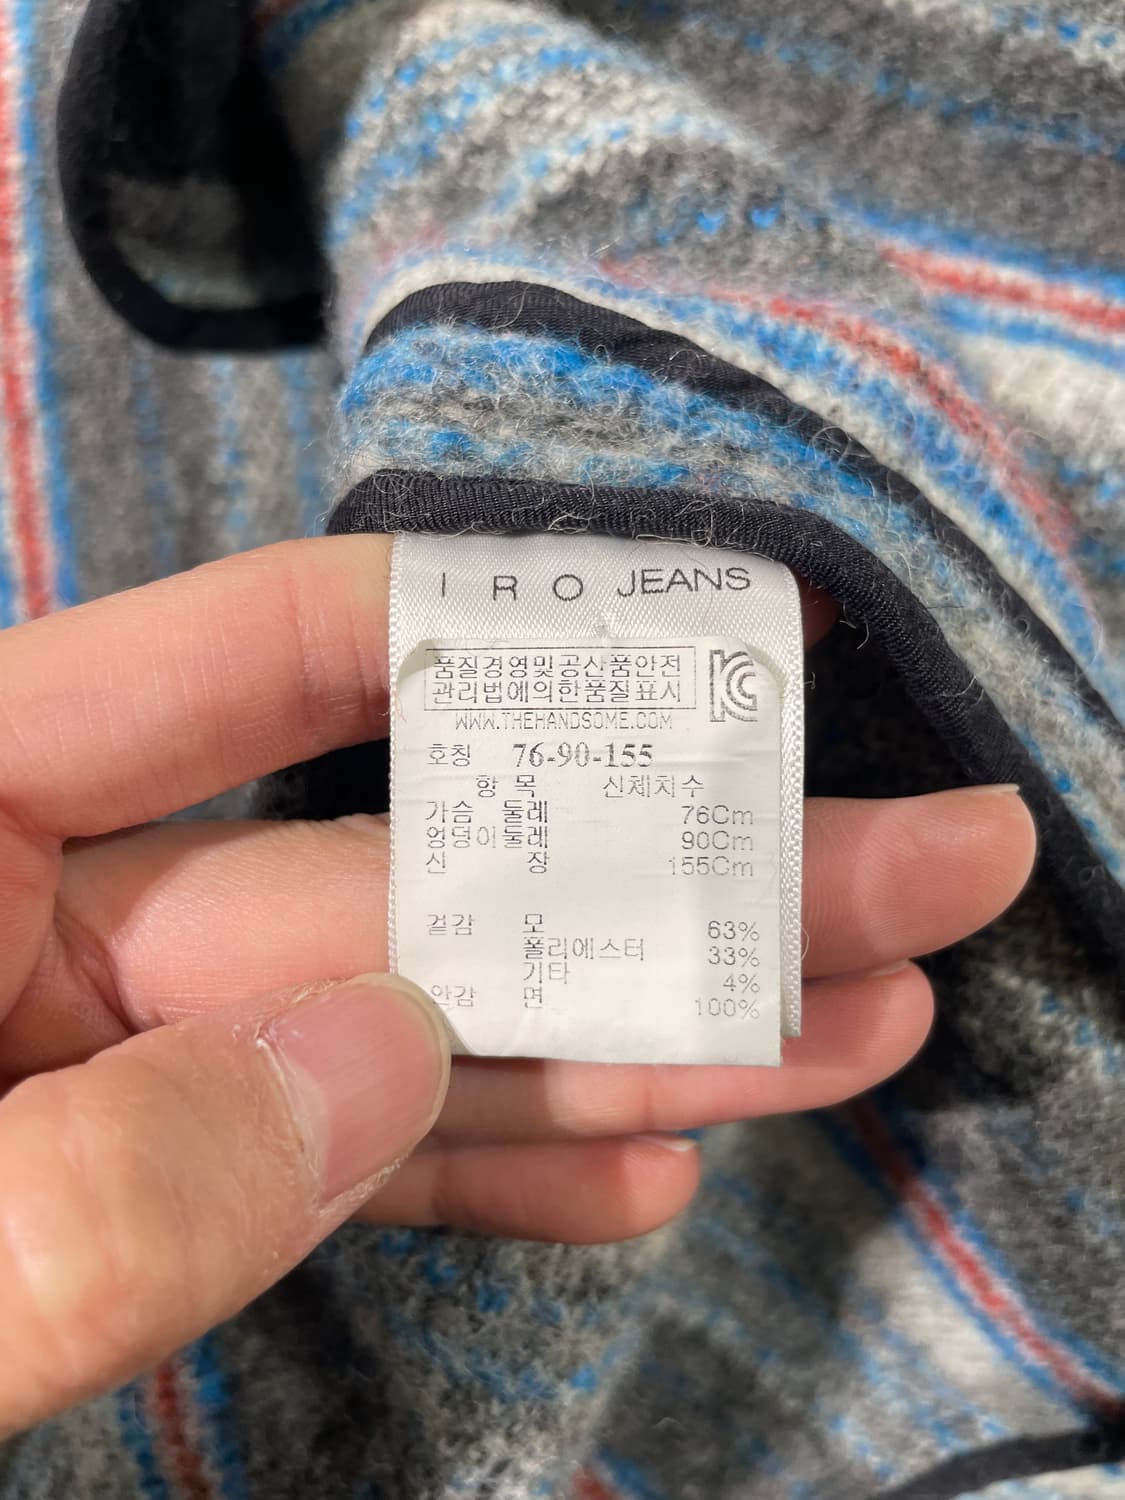 IRO JEANS
품질경영및공산품안전
관리법에의한품질표시
WWW.THEHANDSOME.COM
호칭 76-90-155
항 목 신체치수
가슴 둘레 76Cm
엉덩이둘레 90Cm
신 장 155Cm
겉감 모 63%
폴리에스터 33%
기타 4%
안감 면 100%